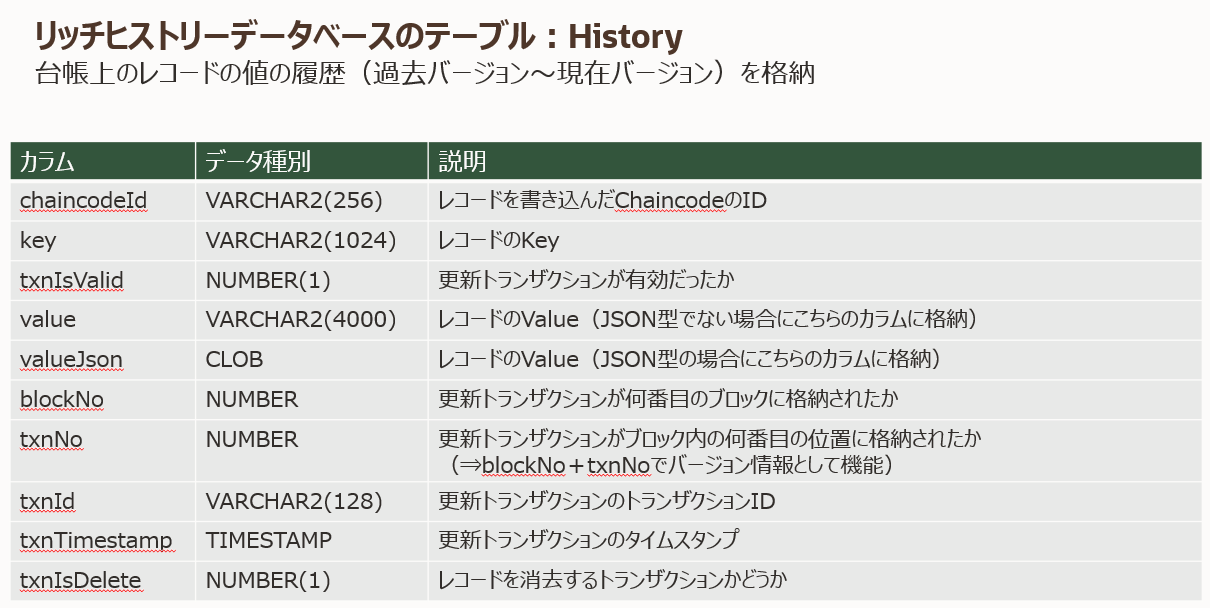 リッチヒストリーデータベースのテーブル：History
台帳上のレコードの値の履歴（過去バージョン～現在バージョン）を格納
カラム データ種別 説明
chaincodeId VARCHAR2(256) レコードを書き込んだChaincodeのID
key VARCHAR2(1024) レコードのKey
txnIsValid NUMBER(1) 更新トランザクションが有効だったか
value VARCHAR2(4000) レコードのValue（JSON型でない場合にこちらのカラムに格納）
valueJson CLOB レコードのValue（JSON型の場合にこちらのカラムに格納）
blockNo NUMBER 更新トランザクションが何番目のブロックに格納されたか
txnNo NUMBER 更新トランザクションがブロック内の何番目の位置に格納されたか
（⇒blockNo＋txnNoでバージョン情報として機能）
txnId VARCHAR2(128) 更新トランザクションのトランザクションID
txnTimestamp TIMESTAMP 更新トランザクションのタイムスタンプ
txnIsDelete NUMBER(1) レコードを消去するトランザクションかどうか